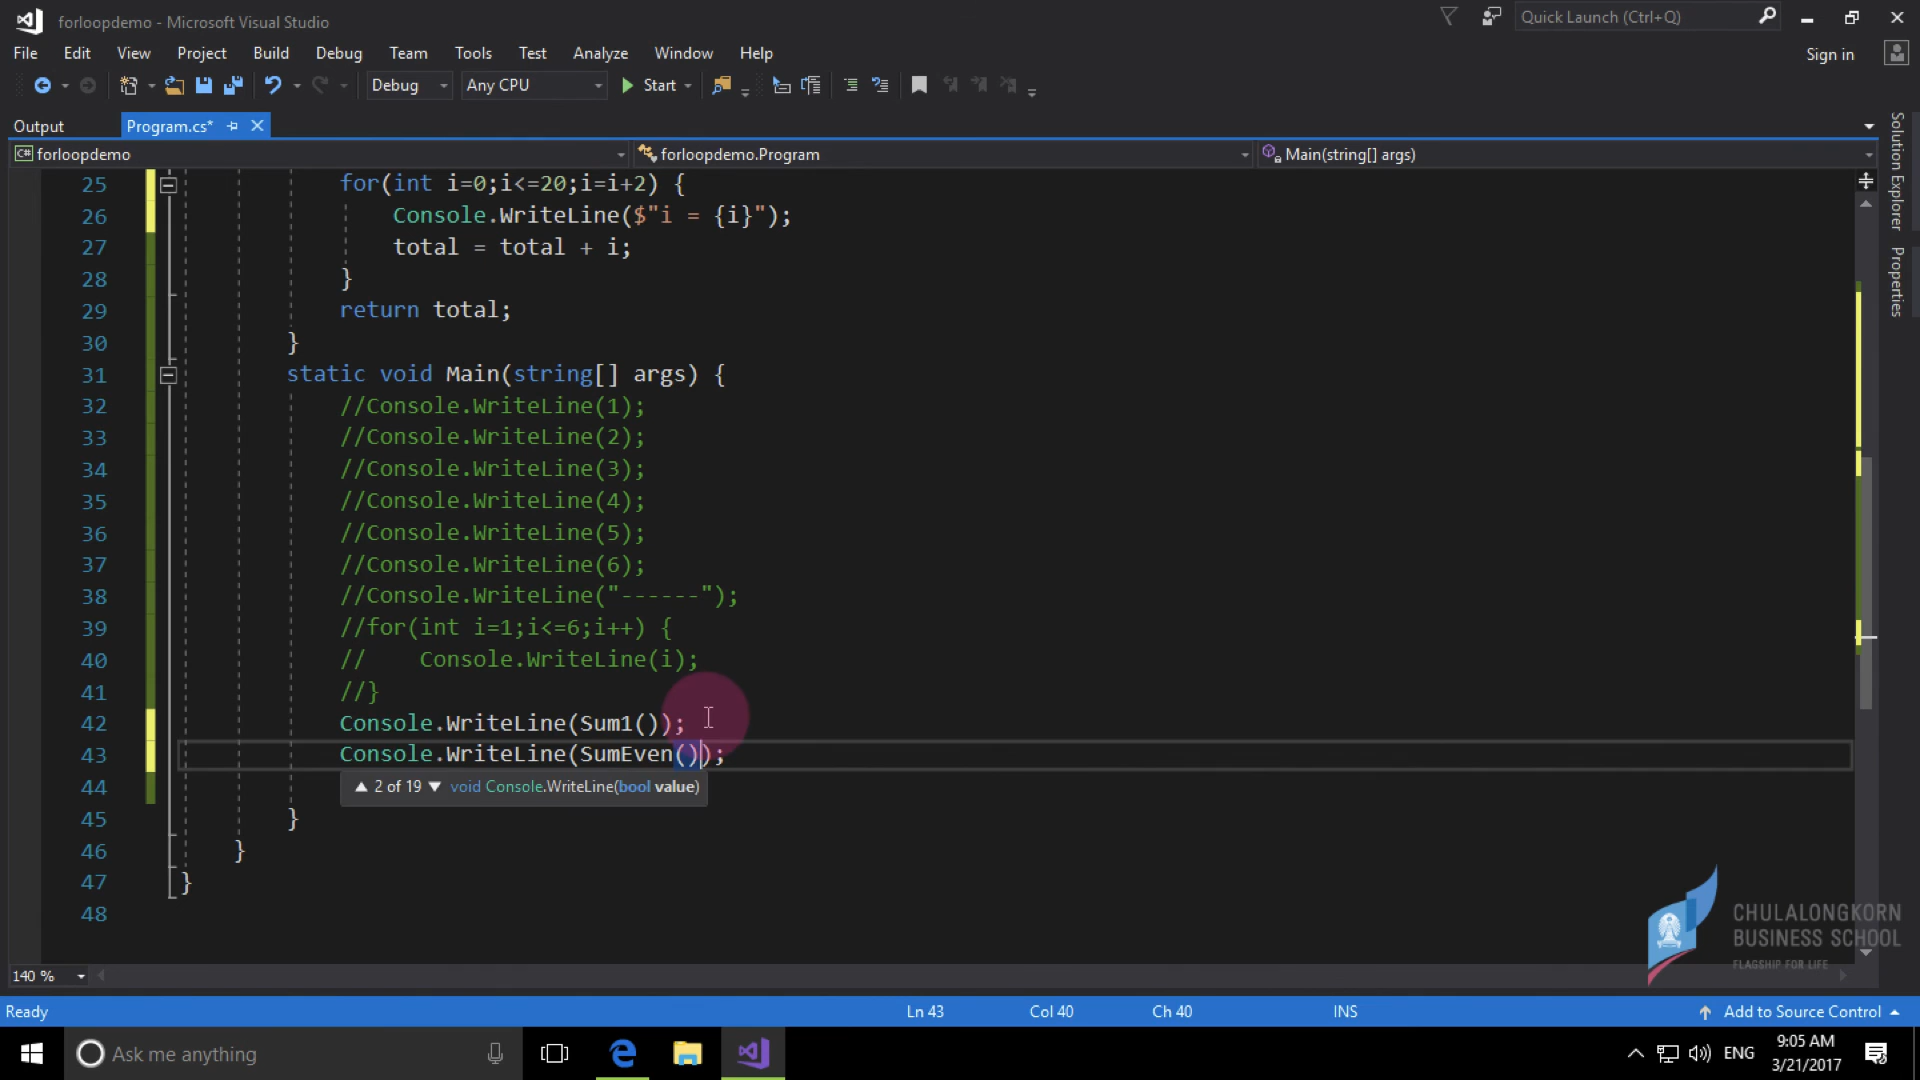 forloopdemo - Microsoft Visual Studio
Quick Launch (Ctrl+Q)
File Edit View Project Build Debug Team Tools Test Analyze Window Help
Sign in
Debug Any CPU Start
Output Program.cs*
forloopdemo forloopdemo.Program Main(string[] args)
Solution Explorer
Properties
25 for(int i=0;i<=20;i=i+2) {
26 Console.WriteLine($"i = {i}");
27 total = total + i;
28 }
29 return total;
30 }
31 static void Main(string[] args) {
32 //Console.WriteLine(1);
33 //Console.WriteLine(2);
34 //Console.WriteLine(3);
35 //Console.WriteLine(4);
36 //Console.WriteLine(5);
37 //Console.WriteLine(6);
38 //Console.WriteLine("------");
39 //for(int i=1;i<=6;i++) {
40 //    Console.WriteLine(i);
41 //}
42 Console.WriteLine(Sum1());
43 Console.WriteLine(SumEven());
44 ▲ 2 of 19 ▼ void Console.WriteLine(bool value)
45 }
46 }
47 }
48
CHULALONGKORN
BUSINESS SCHOOL
FLAGSHIP FOR LIFE
140 %
Ready Ln 43 Col 40 Ch 40 INS Add to Source Control
Ask me anything
ENG
9:05 AM
3/21/2017